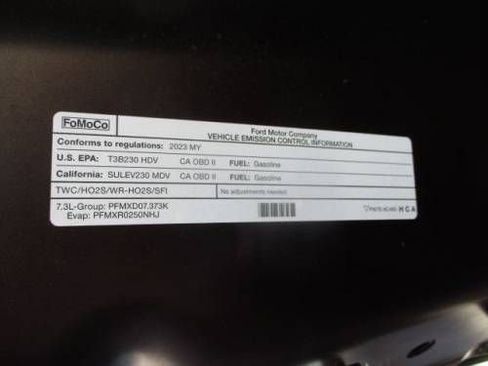 FoMoCo
Ford Motor Company
VEHICLE EMISSION CONTROL INFORMATION
Conforms to regulations: 2023 MY
U.S. EPA: T3B230 HDV CA OBD II FUEL: Gasoline
California: SULEV230 MDV CA OBD II FUEL: Gasoline
TWC/HO2S/WR-HO2S/SFI No adjustments needed.
7.3L-Group: PFMXD07.373K
Evap: PFMXR0250NHJ
HCA